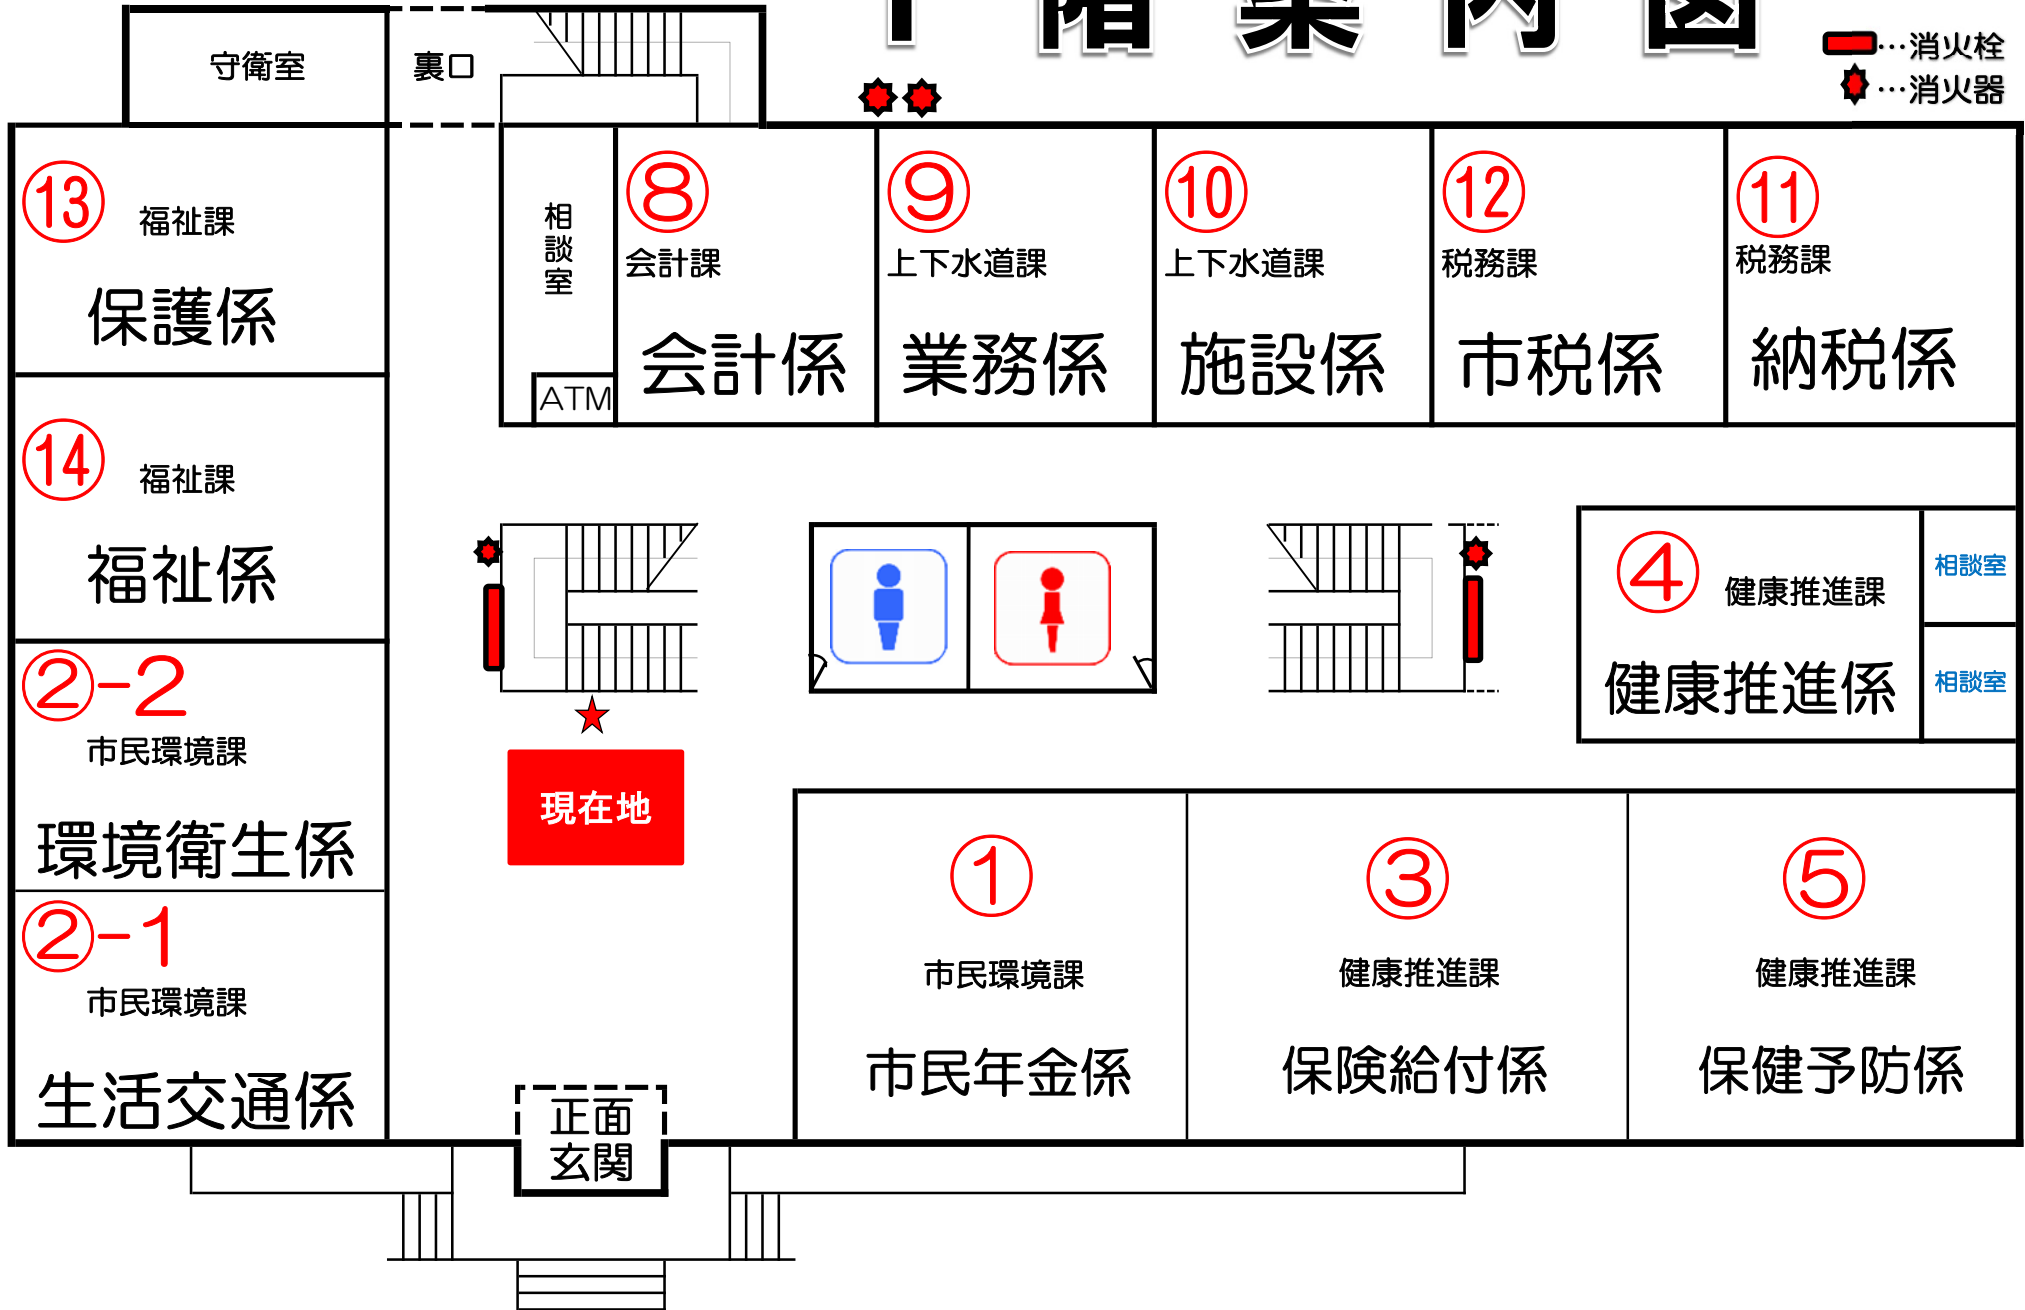 1階案内図
…消火栓
…消火器
守衛室
裏口
⑬
福祉課
保護係
相談室
ATM
⑧
会計課
会計係
⑨
上下水道課
業務係
⑩
上下水道課
施設係
⑫
税務課
市税係
⑪
税務課
納税係
⑭
福祉課
福祉係
④
健康推進課
健康推進係
相談室
相談室
②-2
市民環境課
環境衛生係
現在地
②-1
市民環境課
生活交通係
①
市民環境課
市民年金係
③
健康推進課
保険給付係
⑤
健康推進課
保健予防係
正面
玄関